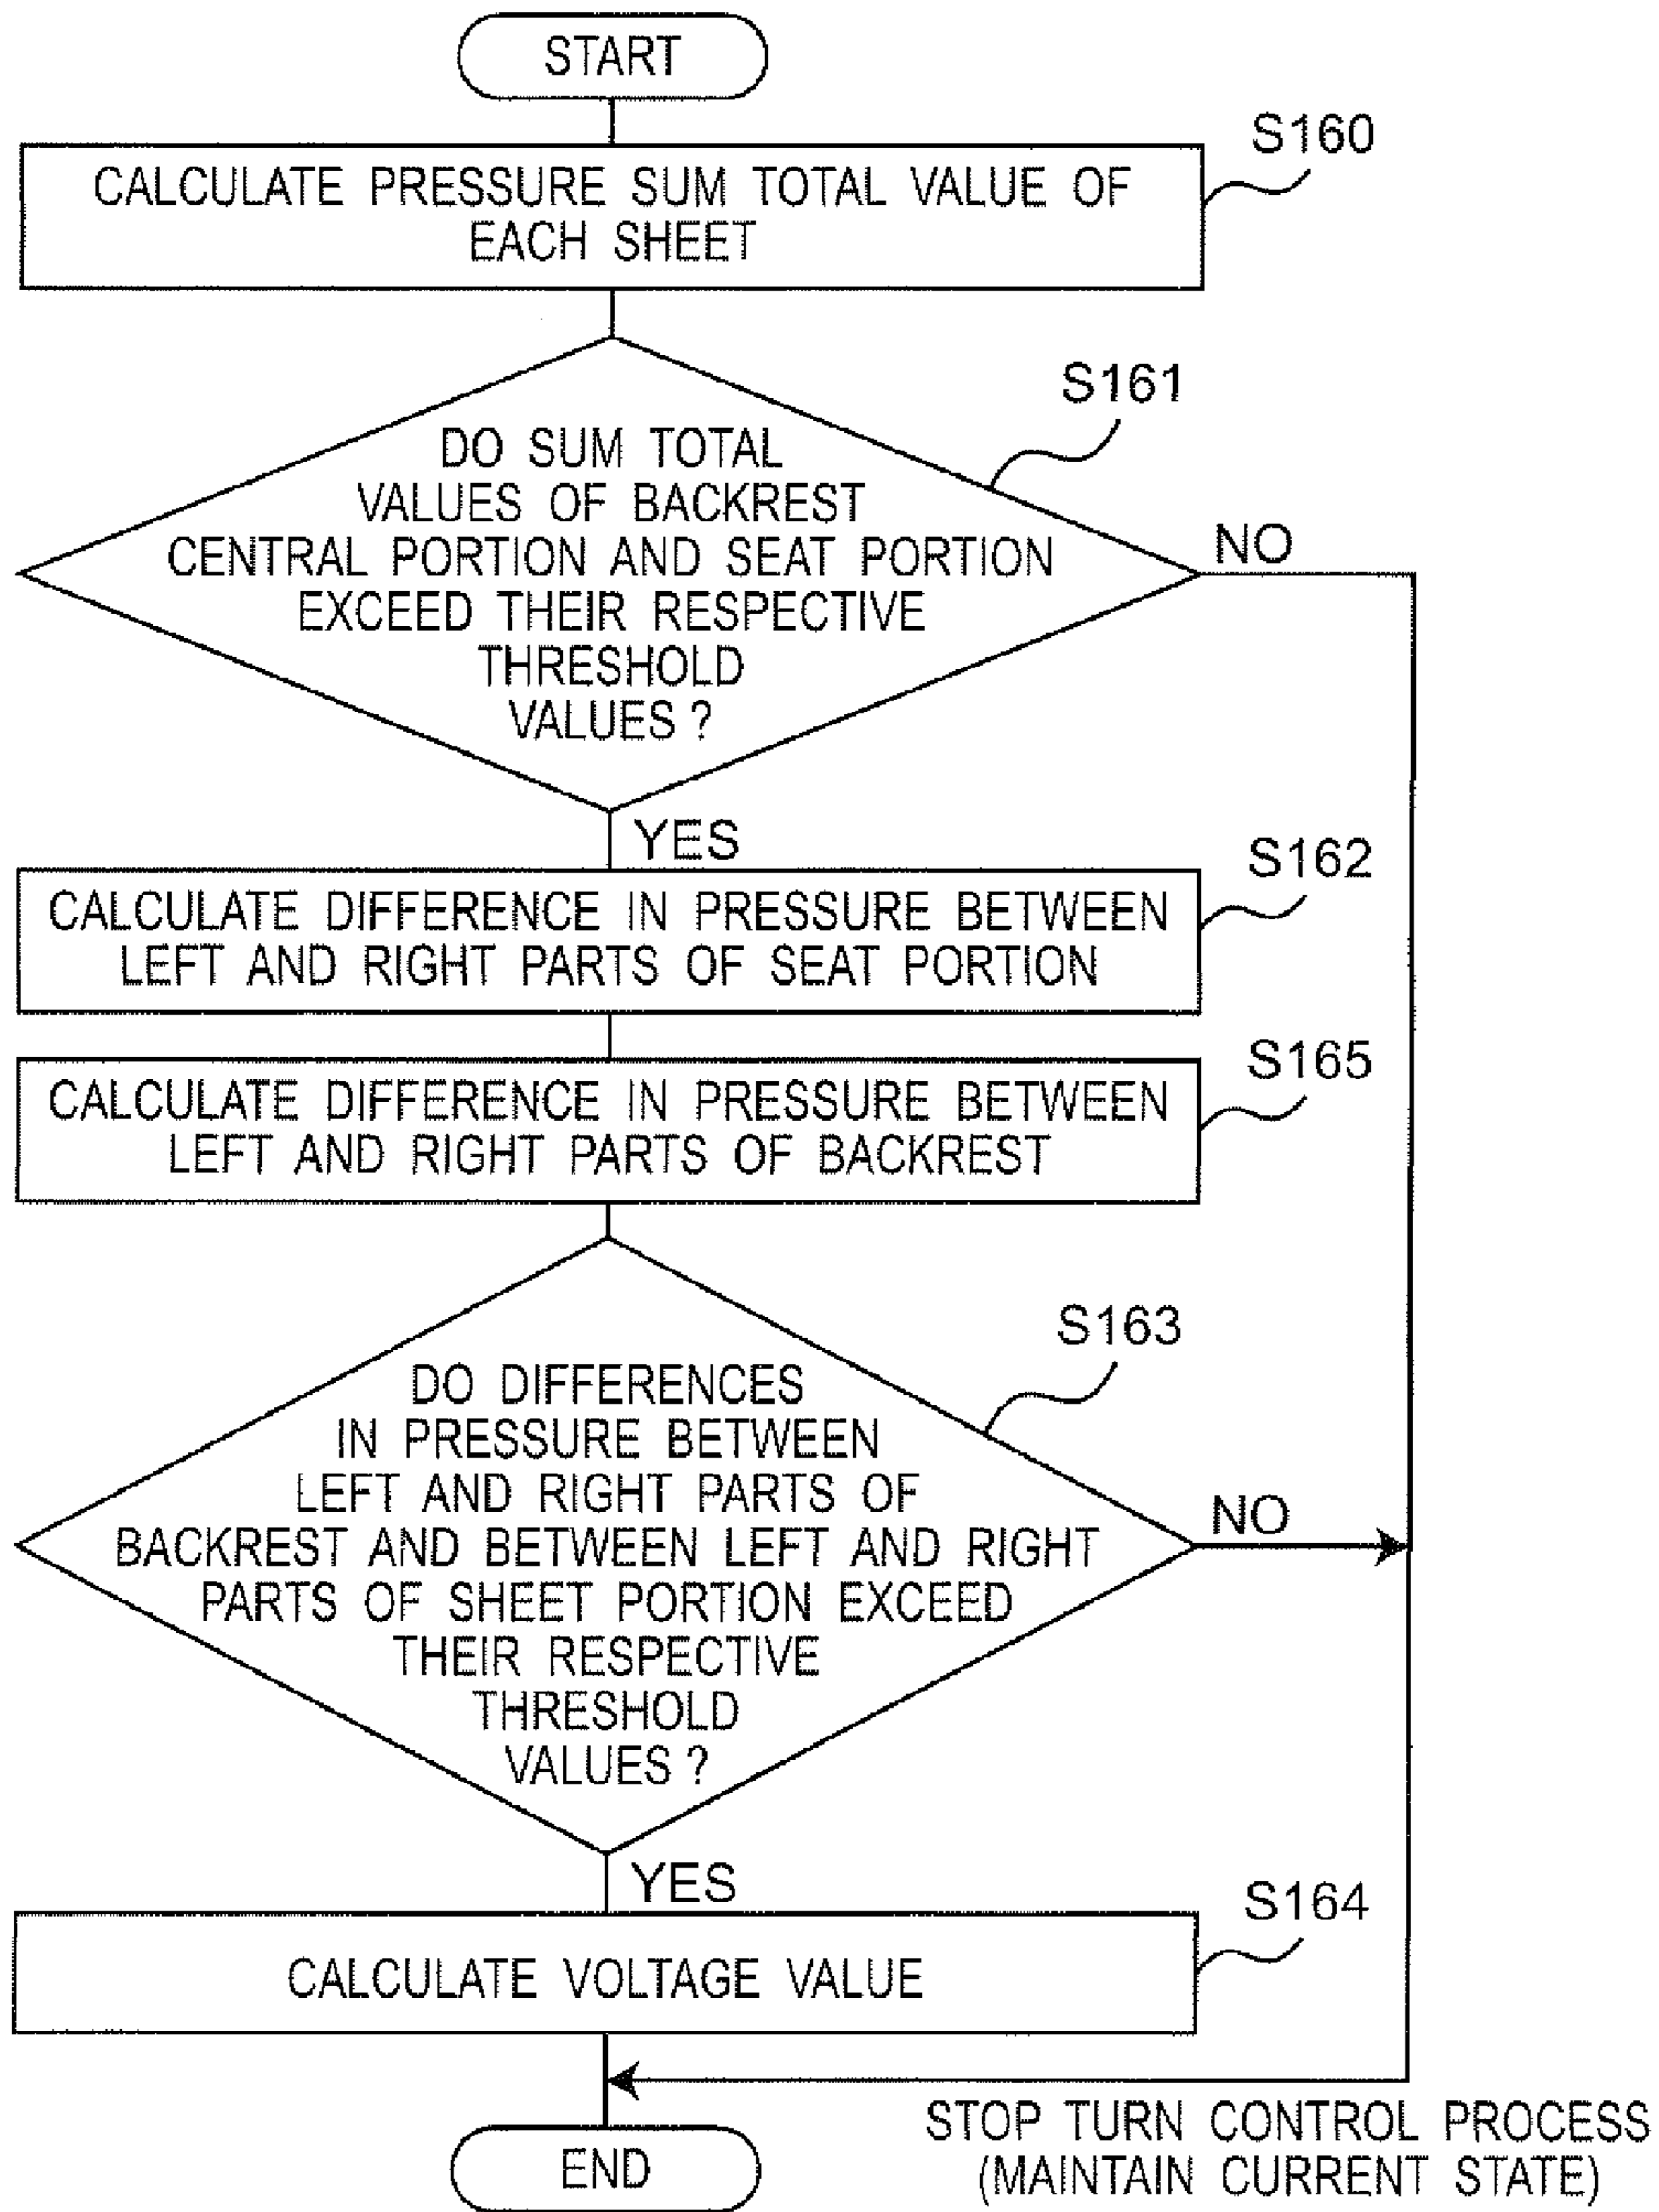 START
S160
CALCULATE PRESSURE SUM TOTAL VALUE OF
EACH SHEET
S161
DO SUM TOTAL
VALUES OF BACKREST
CENTRAL PORTION AND SEAT PORTION
EXCEED THEIR RESPECTIVE
THRESHOLD
VALUES ?
NO
YES
S162
CALCULATE DIFFERENCE IN PRESSURE BETWEEN
LEFT AND RIGHT PARTS OF SEAT PORTION
S165
CALCULATE DIFFERENCE IN PRESSURE BETWEEN
LEFT AND RIGHT PARTS OF BACKREST
S163
DO DIFFERENCES
IN PRESSURE BETWEEN
LEFT AND RIGHT PARTS OF
BACKREST AND BETWEEN LEFT AND RIGHT
PARTS OF SHEET PORTION EXCEED
THEIR RESPECTIVE
THRESHOLD
VALUES ?
NO
YES
S164
CALCULATE VOLTAGE VALUE
STOP TURN CONTROL PROCESS
(MAINTAIN CURRENT STATE)
END